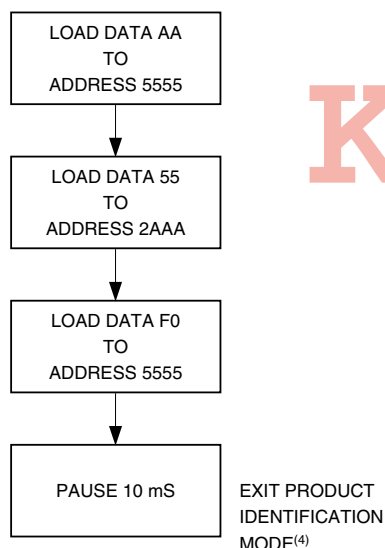 LOAD DATA AA
TO
ADDRESS 5555
K
LOAD DATA 55
TO
ADDRESS 2AAA
LOAD DATA F0
TO
ADDRESS 5555
PAUSE 10 mS
EXIT PRODUCT
IDENTIFICATION
MODE(4)